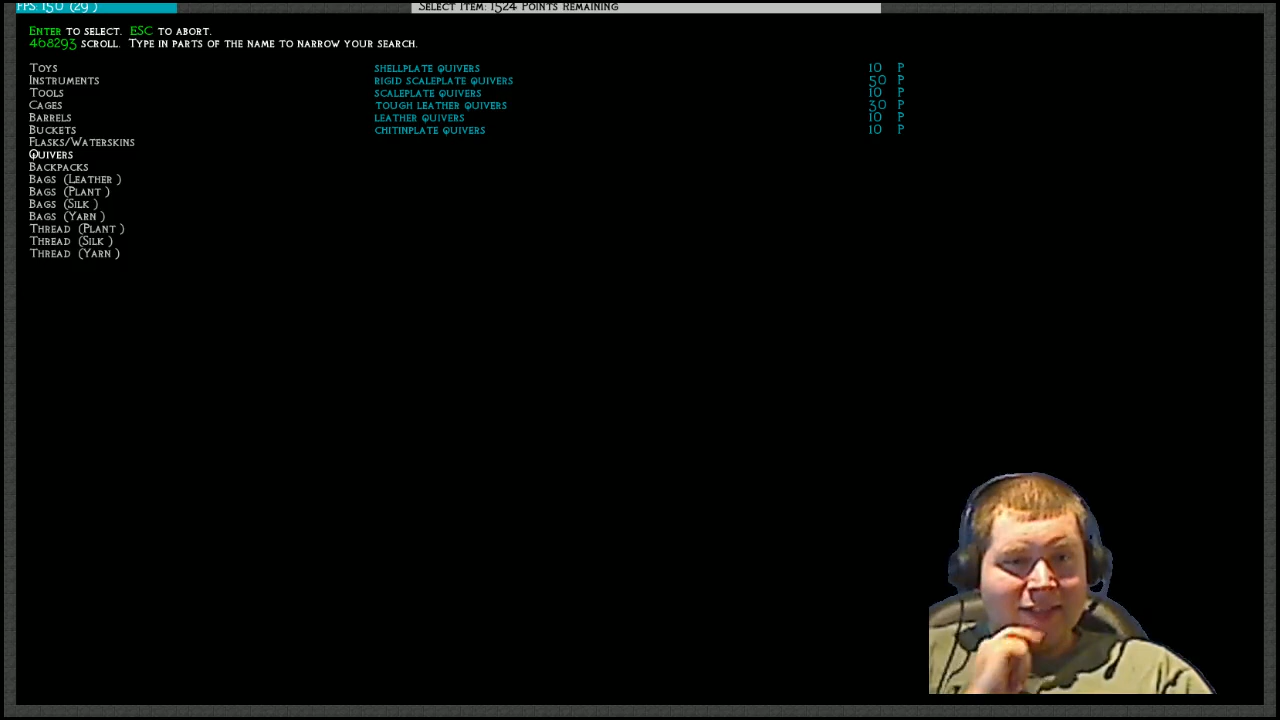 FPS: 150 (29 )
Select Item: 1524 Points Remaining
Enter to select. ESC to abort.
468293 scroll. Type in parts of the name to narrow your search.
Toys shellplate quivers 10 P
Instruments rigid scaleplate quivers 50 P
Tools scaleplate quivers 10 P
Cages tough leather quivers 30 P
Barrels leather quivers 10 P
Buckets chitinplate quivers 10 P
Flasks/Waterskins
Quivers
Backpacks
Bags (Leather )
Bags (Plant )
Bags (Silk )
Bags (Yarn )
Thread (Plant )
Thread (Silk )
Thread (Yarn )